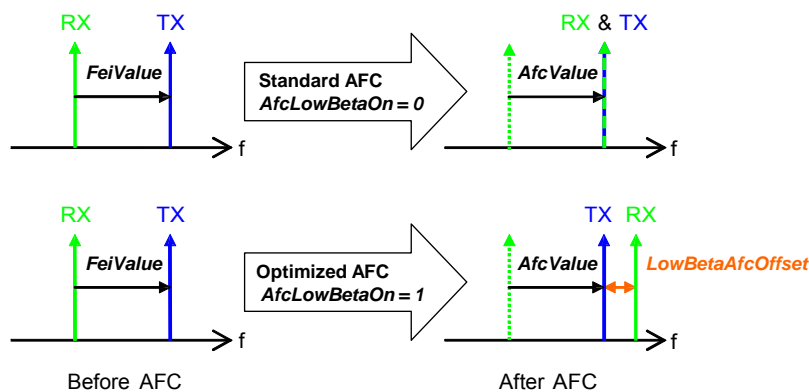 RX TX RX & TX
FeiValue Standard AFC AfcValue
AfcLowBetaOn = 0
f f
RX TX TX RX
FeiValue Optimized AFC AfcValue LowBetaAfcOffset
AfcLowBetaOn = 1
f f
Before AFC After AFC